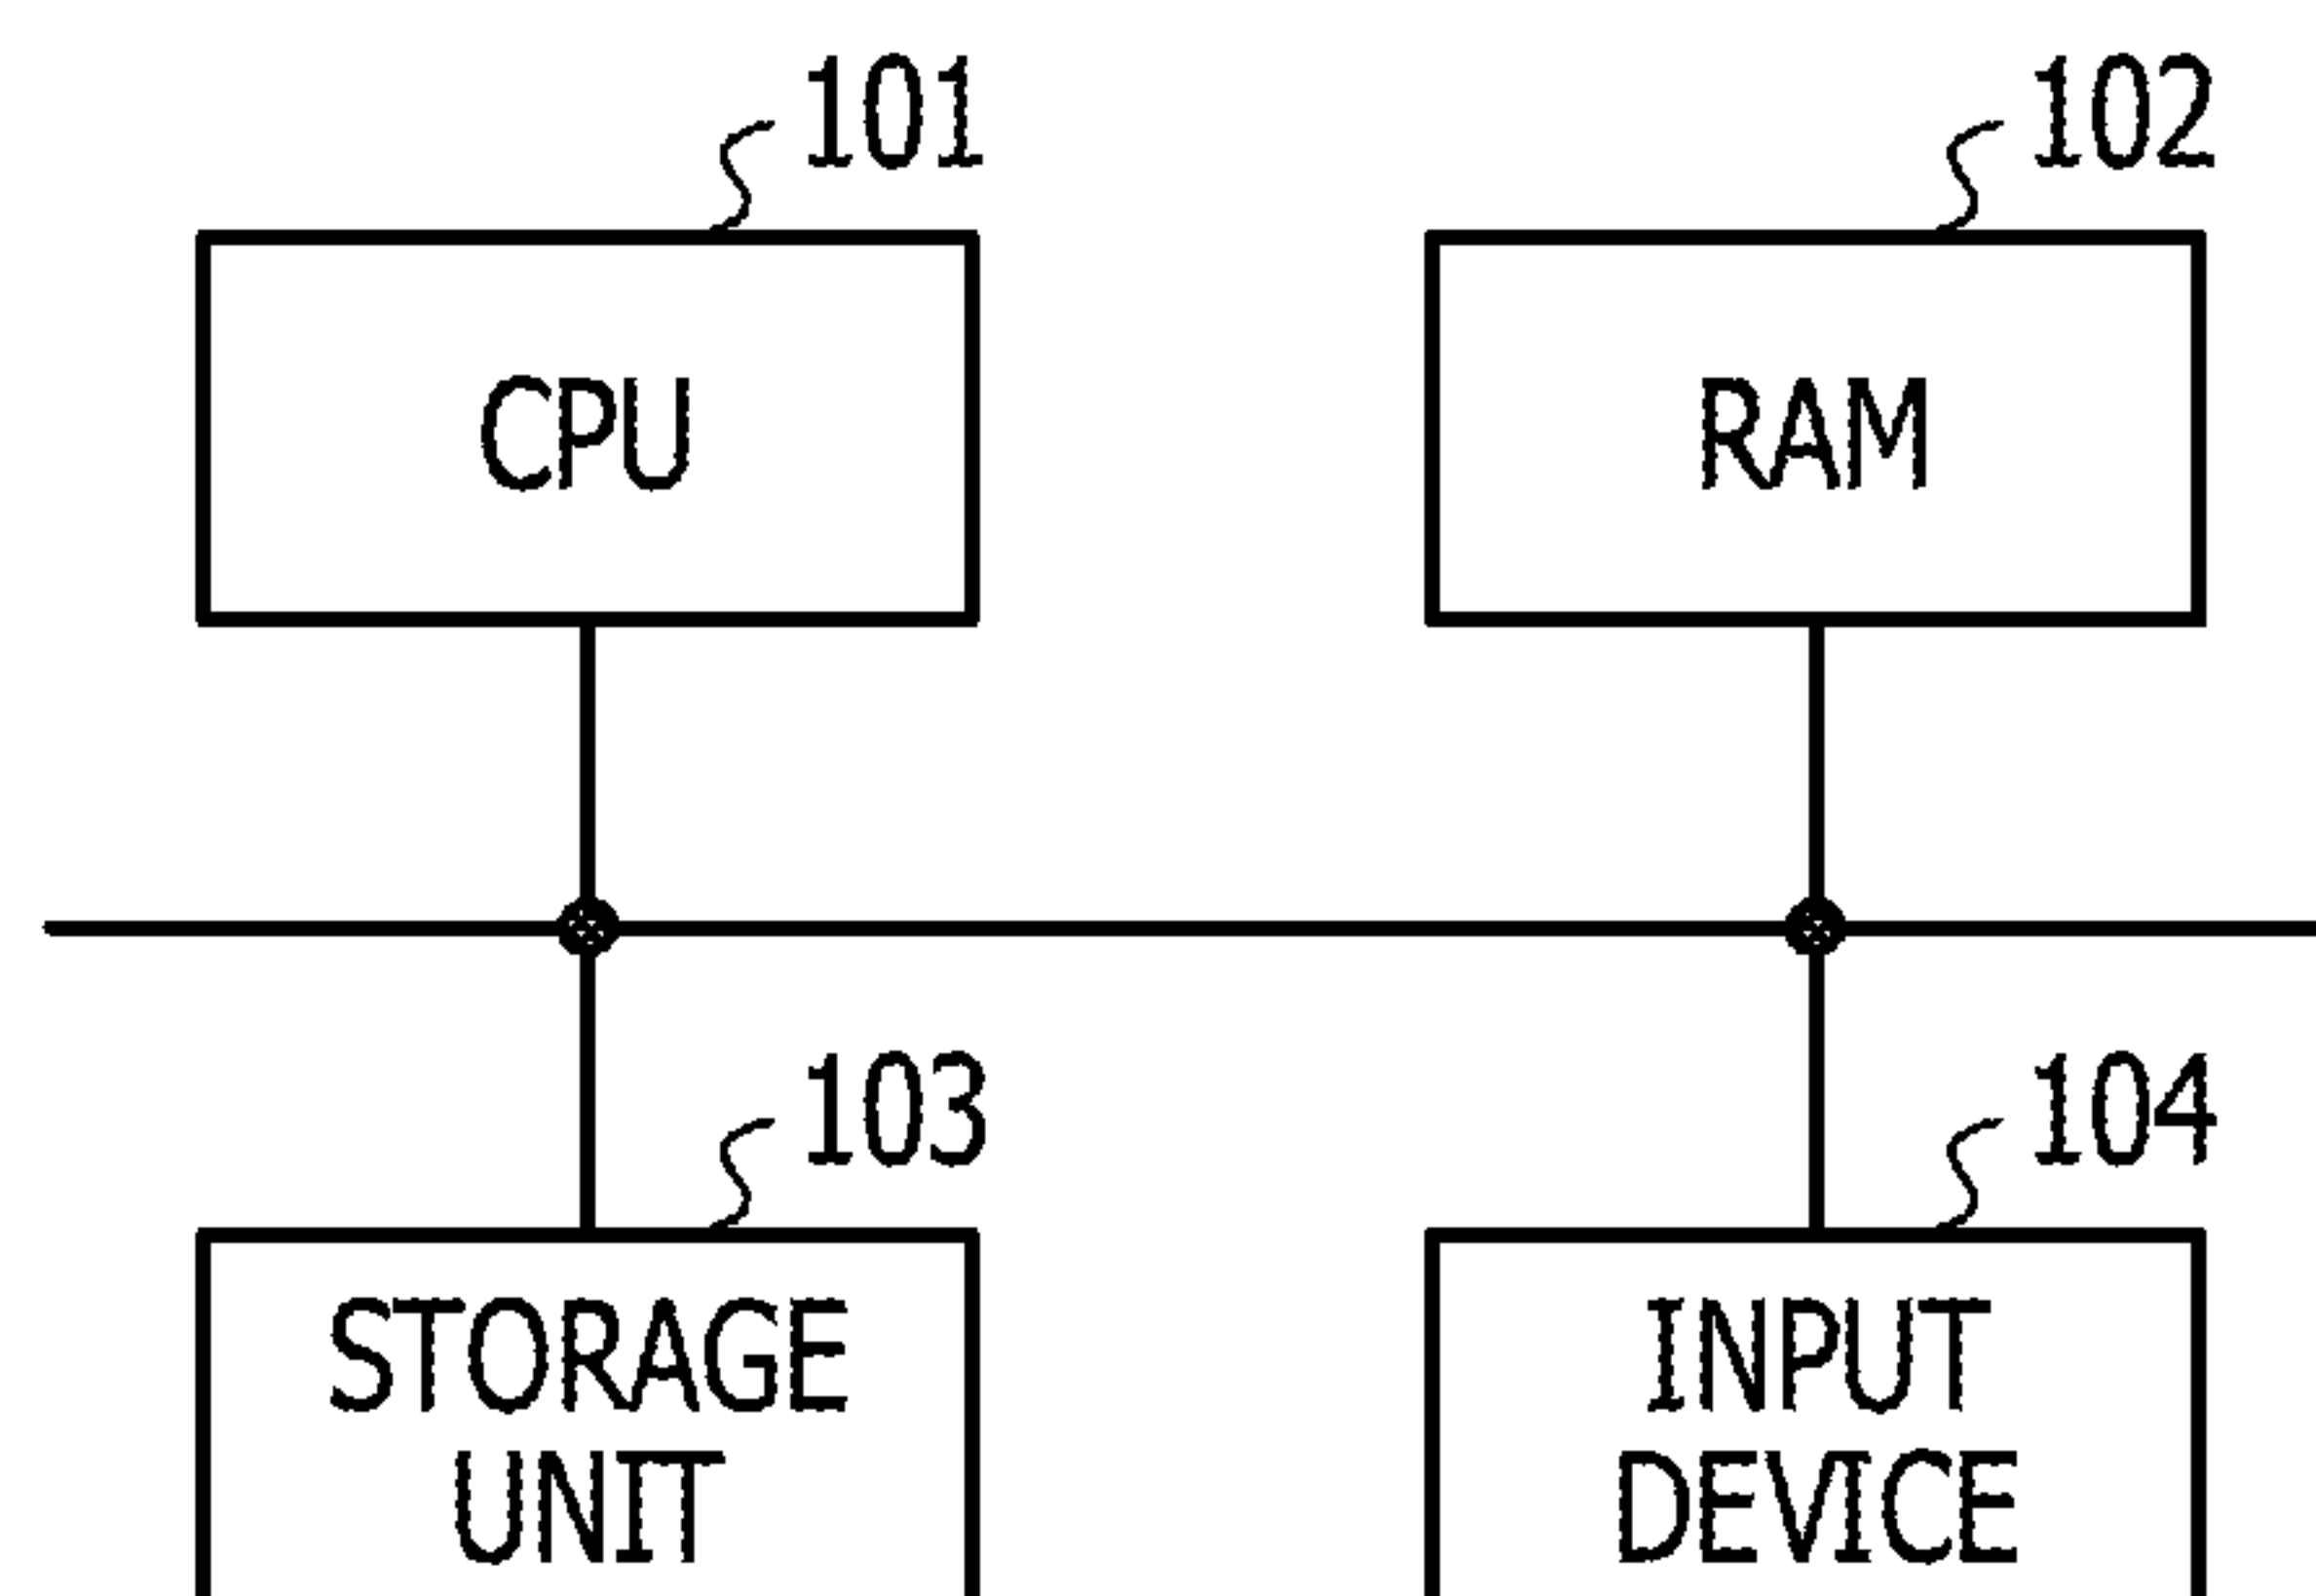 101
102
CPU
RAM
103
104
STORAGE
UNIT
INPUT
DEVICE